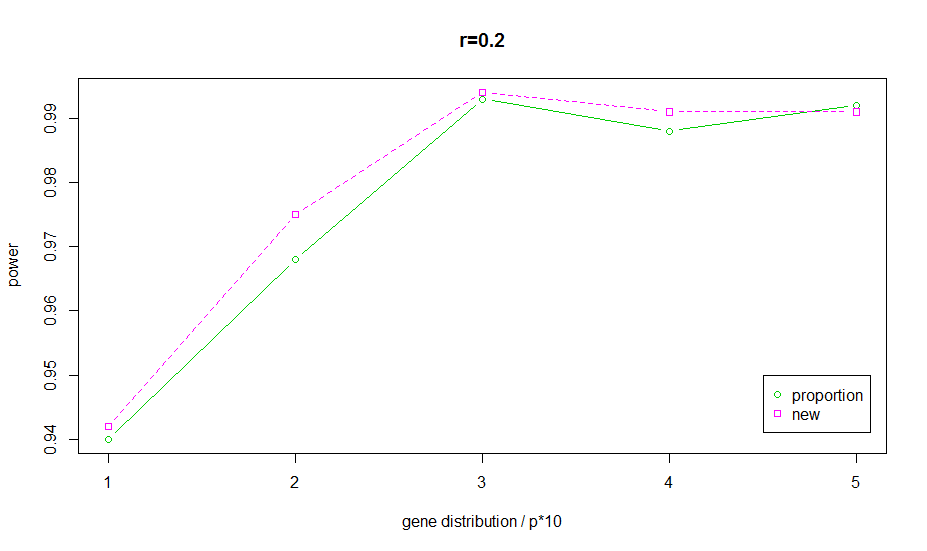 r=0.2
power
0.99
0.98
0.97
0.96
0.95
0.94
proportion
new
1 2 3 4 5
gene distribution / p*10